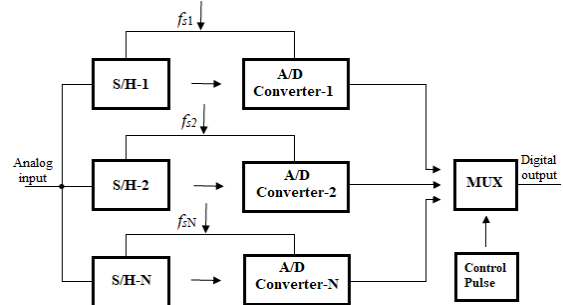 fs1
S/H-1
A/D
Converter-1
fs2
Analog
input
S/H-2
A/D
Converter-2
MUX
Digital
output
fsN
S/H-N
A/D
Converter-N
Control
Pulse